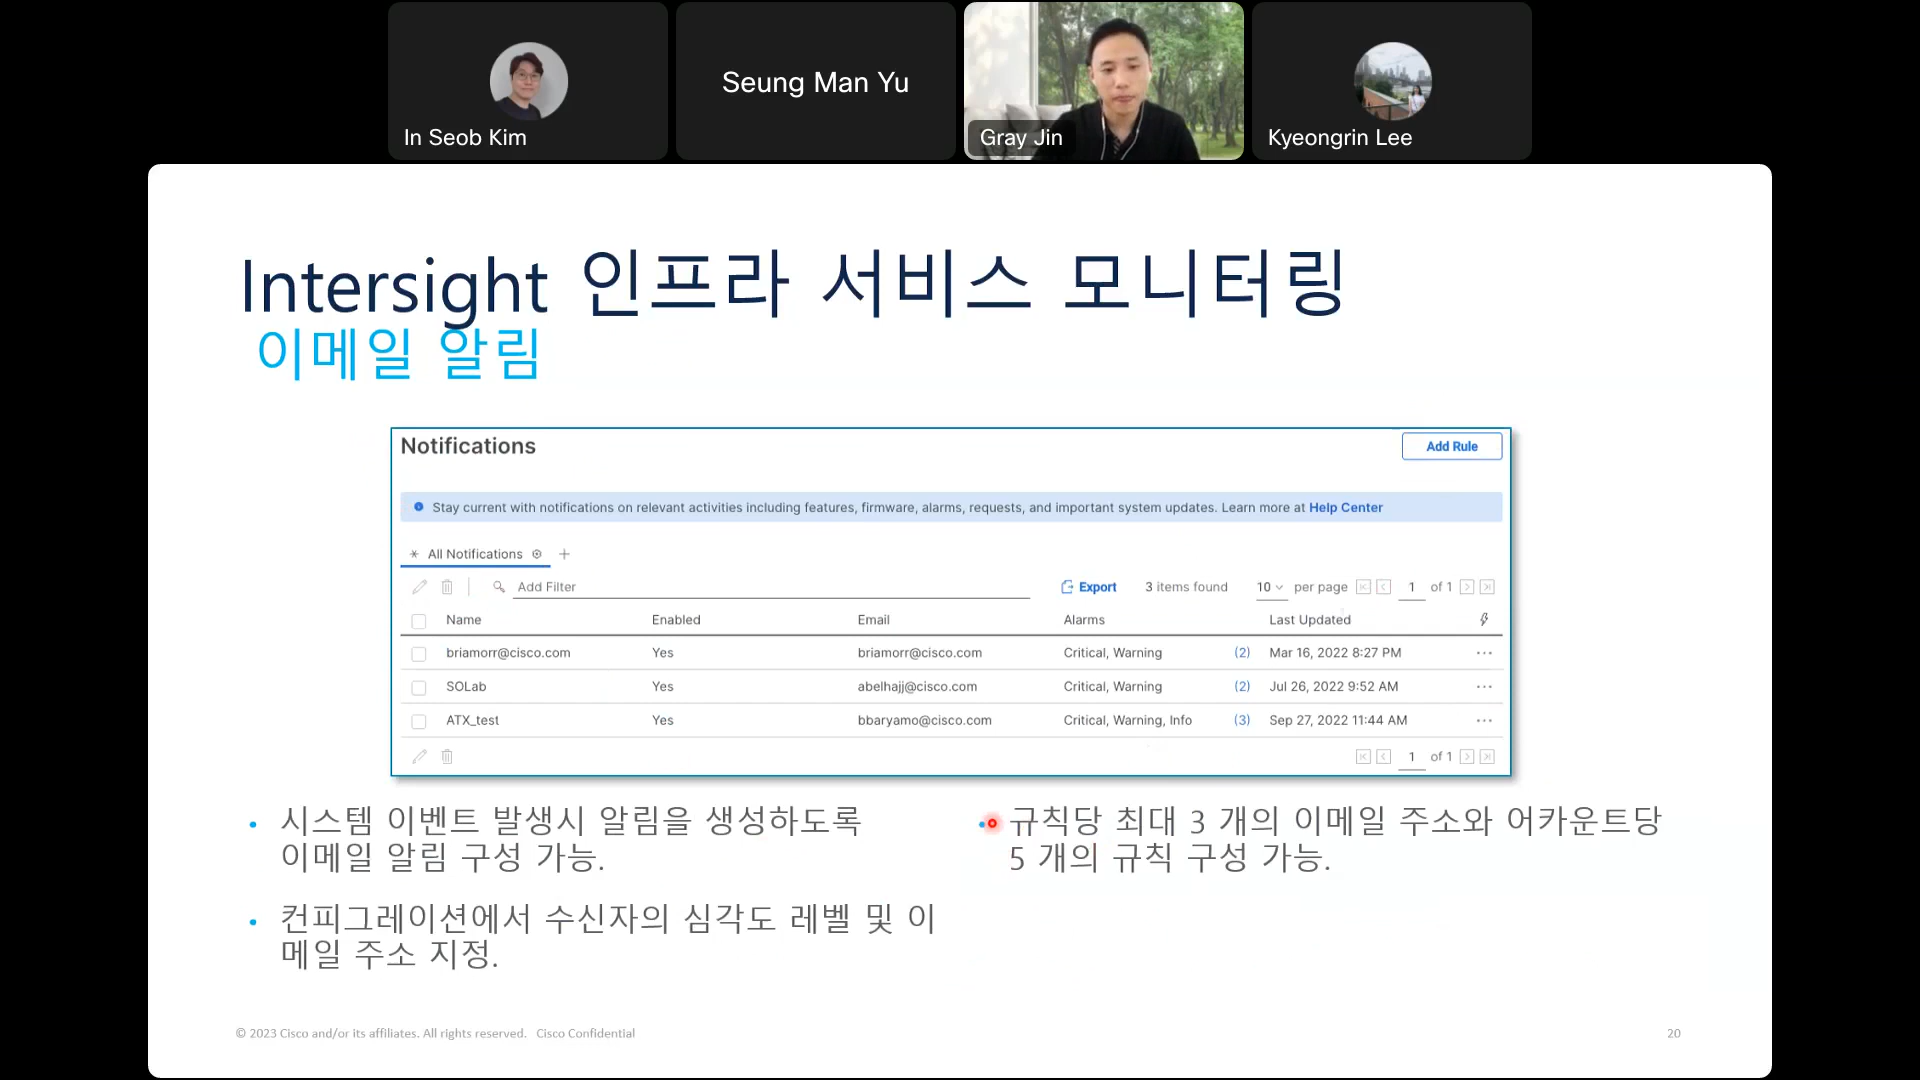 In Seob Kim
Seung Man Yu
Gray Jin
Kyeongrin Lee
Intersight 인프라 서비스 모니터링
이메일 알림
Notifications
Add Rule
Stay current with notifications on relevant activities including features, firmware, alarms, requests, and important system updates. Learn more at Help Center
All Notifications
Add Filter
Export 3 items found 10 per page 1 of 1
Name Enabled Email Alarms Last Updated
briamorr@cisco.com Yes briamorr@cisco.com Critical, Warning (2) Mar 16, 2022 8:27 PM
SOLab Yes abelhajj@cisco.com Critical, Warning (2) Jul 26, 2022 9:52 AM
ATX_test Yes bbaryamo@cisco.com Critical, Warning, Info (3) Sep 27, 2022 11:44 AM
1 of 1
• 시스템 이벤트 발생시 알림을 생성하도록
이메일 알림 구성 가능.
• 컨피그레이션에서 수신자의 심각도 레벨 및 이
메일 주소 지정.
• 규칙당 최대 3 개의 이메일 주소와 어카운트당
5 개의 규칙 구성 가능.
© 2023 Cisco and/or its affiliates. All rights reserved. Cisco Confidential
20